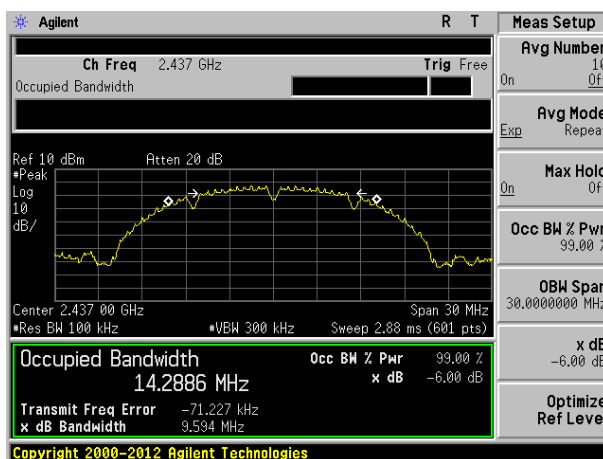 Agilent R T Meas Setup
Avg Number
10
On Off
Ch Freq 2.437 GHz Trig Free
Occupied Bandwidth
Avg Mode
Exp Repeat
Ref 10 dBm Atten 20 dB
#Peak
Log
10
dB/
Max Hold
On Off
Occ BW % Pwr
99.00 %
OBW Span
30.0000000 MHz
Center 2.437 00 GHz Span 30 MHz
#Res BW 100 kHz #VBW 300 kHz Sweep 2.88 ms (601 pts)
Occupied Bandwidth Occ BW % Pwr 99.00 %
14.2886 MHz x dB -6.00 dB
Transmit Freq Error -71.227 kHz
x dB Bandwidth 9.594 MHz
x dB
-6.00 dB
Optimize
Ref Level
Copyright 2000-2012 Agilent Technologies